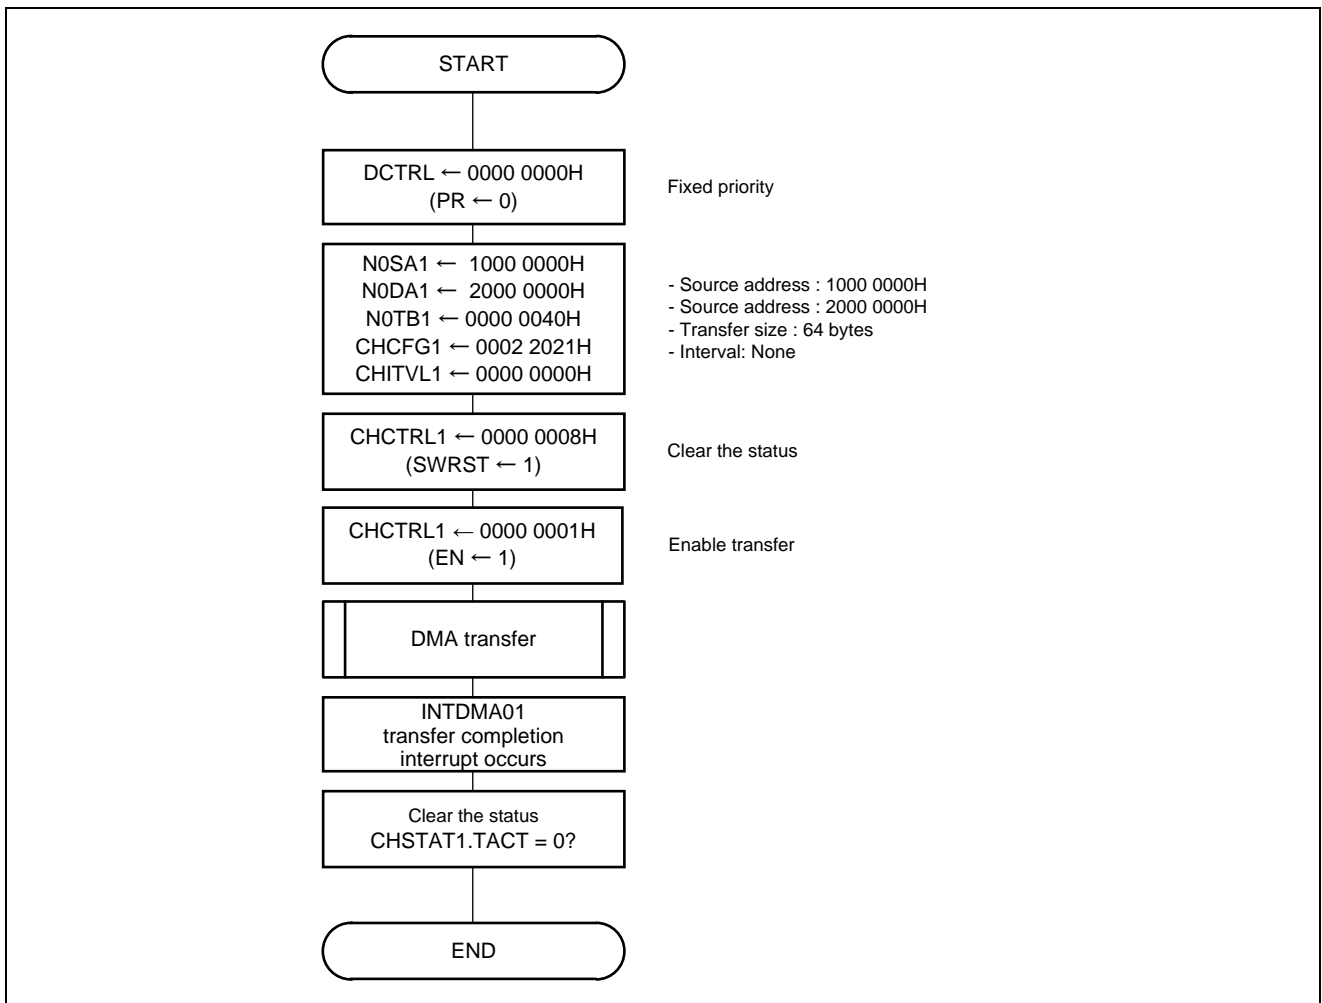 START
DCTRL ← 0000 0000H
(PR ← 0)
Fixed priority
N0SA1 ← 1000 0000H
N0DA1 ← 2000 0000H
N0TB1 ← 0000 0040H
CHCFG1 ← 0002 2021H
CHITVL1 ← 0000 0000H
- Source address : 1000 0000H
- Source address : 2000 0000H
- Transfer size : 64 bytes
- Interval: None
CHCTRL1 ← 0000 0008H
(SWRST ← 1)
Clear the status
CHCTRL1 ← 0000 0001H
(EN ← 1)
Enable transfer
DMA transfer
INTDMA01
transfer completion
interrupt occurs
Clear the status
CHSTAT1.TACT = 0?
END